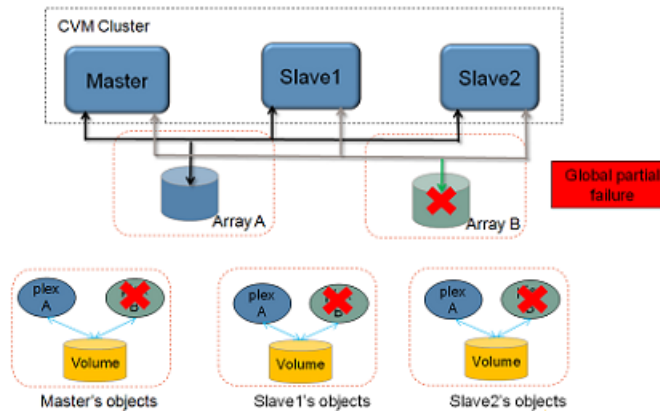 CVM Cluster
Master
Slave1
Slave2
Array A
Array B
Global partial
failure
plex
A
B
Volume
plex
A
B
Volume
plex
A
B
Volume
Master's objects
Slave1's objects
Slave2's objects